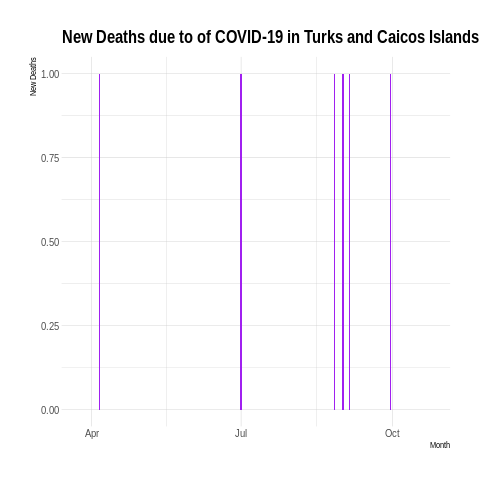 New Deaths due to of COVID-19 in Turks and Caicos Islands
New Deaths
1.00
0.75
0.50
0.25
0.00
Apr
Jul
Oct
Month